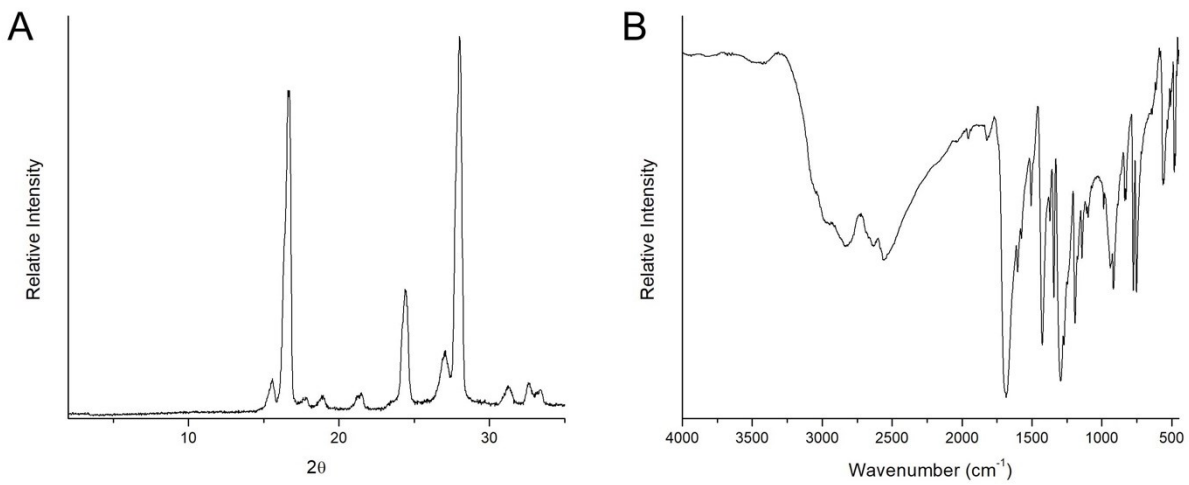 A
Relative Intensity
10
20
30
2θ
B
Relative Intensity
4000
3500
3000
2500
2000
1500
1000
500
Wavenumber (cm⁻¹)